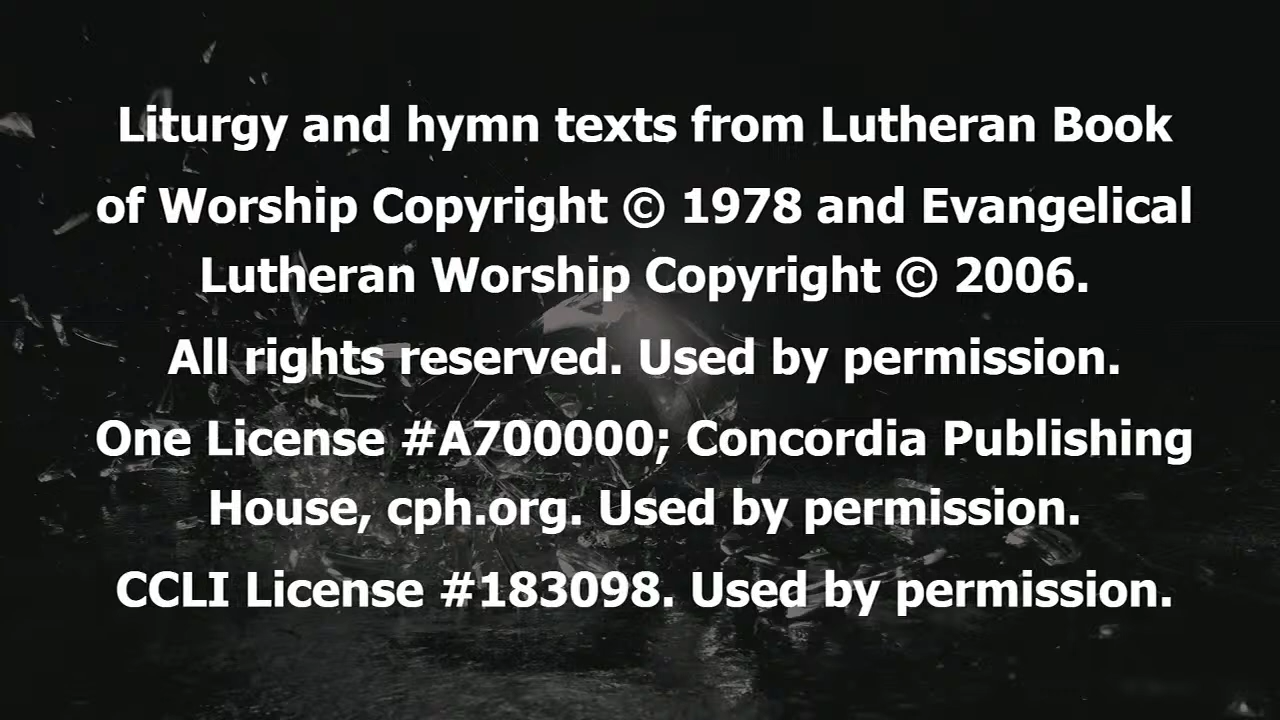 Liturgy and hymn texts from Lutheran Book
of Worship Copyright © 1978 and Evangelical
Lutheran Worship Copyright © 2006.
All rights reserved. Used by permission.
One License #A700000; Concordia Publishing
House, cph.org. Used by permission.
CCLI License #183098. Used by permission.